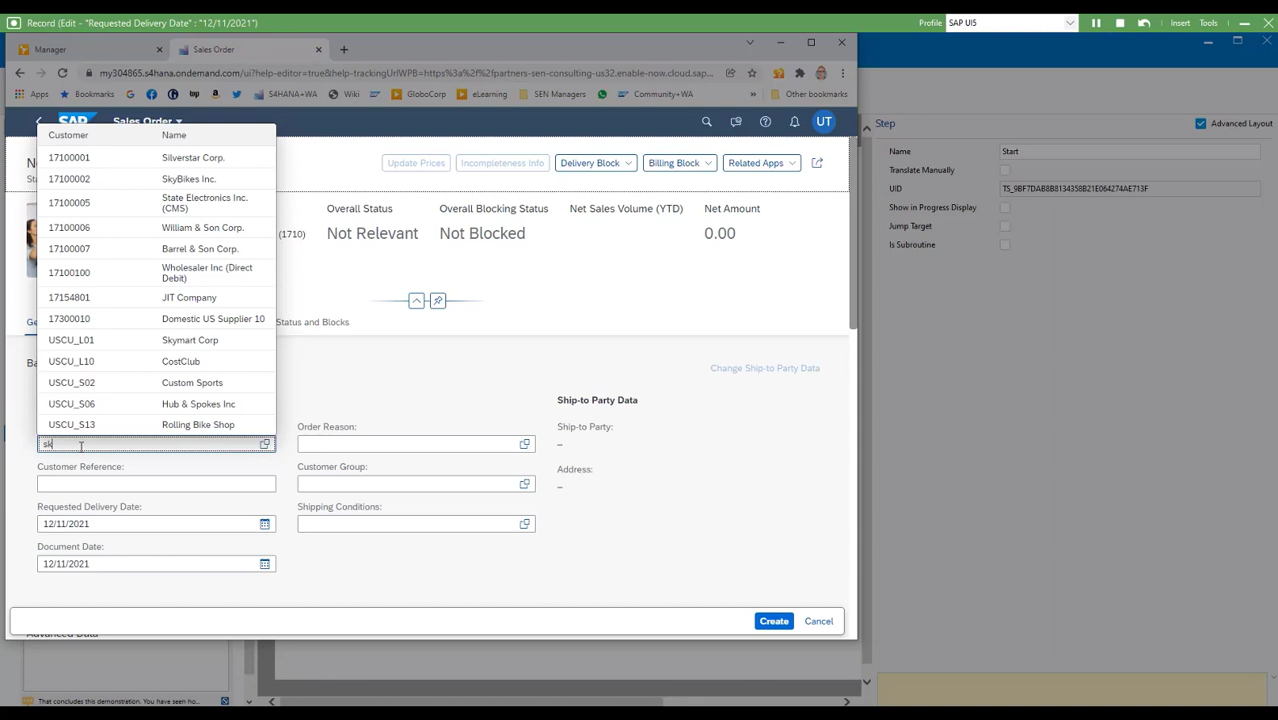 Record (Edit - "Requested Delivery Date" : "12/11/2021")
Profile SAP UI5
Insert Tools
Manager
Sales Order
my304865.s4hana.ondemand.com/ui?help-editor=true&help-trackingUrlWPB=https%3a%2f%2fpartners-sen-consulting-us32.enable-now.cloud.sap...
Apps Bookmarks S4HANA+WA Wiki GloboCorp eLearning SEN Managers Community+WA Other bookmarks
SAP Sales Order UT
Customer Name
17100001 Silverstar Corp.
17100002 SkyBikes Inc.
17100005 State Electronics Inc.
(CMS)
17100006 William & Son Corp.
17100007 Barrel & Son Corp.
17100100 Wholesaler Inc (Direct
Debit)
17154801 JIT Company
17300010 Domestic US Supplier 10
USCU_L01 Skymart Corp
USCU_L10 CostClub
USCU_S02 Custom Sports
USCU_S06 Hub & Spokes Inc
USCU_S13 Rolling Bike Shop
Update Prices Incompleteness Info Delivery Block Billing Block Related Apps
Overall Status Overall Blocking Status Net Sales Volume (YTD) Net Amount
(1710) Not Relevant Not Blocked 0.00
Status and Blocks
Change Ship-to Party Data
Ship-to Party Data
sk
Order Reason:
Ship-to Party:
–
Customer Reference:
Customer Group:
Address:
–
Requested Delivery Date:
12/11/2021
Shipping Conditions:
Document Date:
12/11/2021
Create Cancel
Advanced Data
That concludes this demonstration. You have seen ho...
Step
Advanced Layout
Name Start
Translate Manually
UID TS_9BF7DAB8B8134358B21E064274AE713F
Show in Progress Display
Jump Target
Is Subroutine